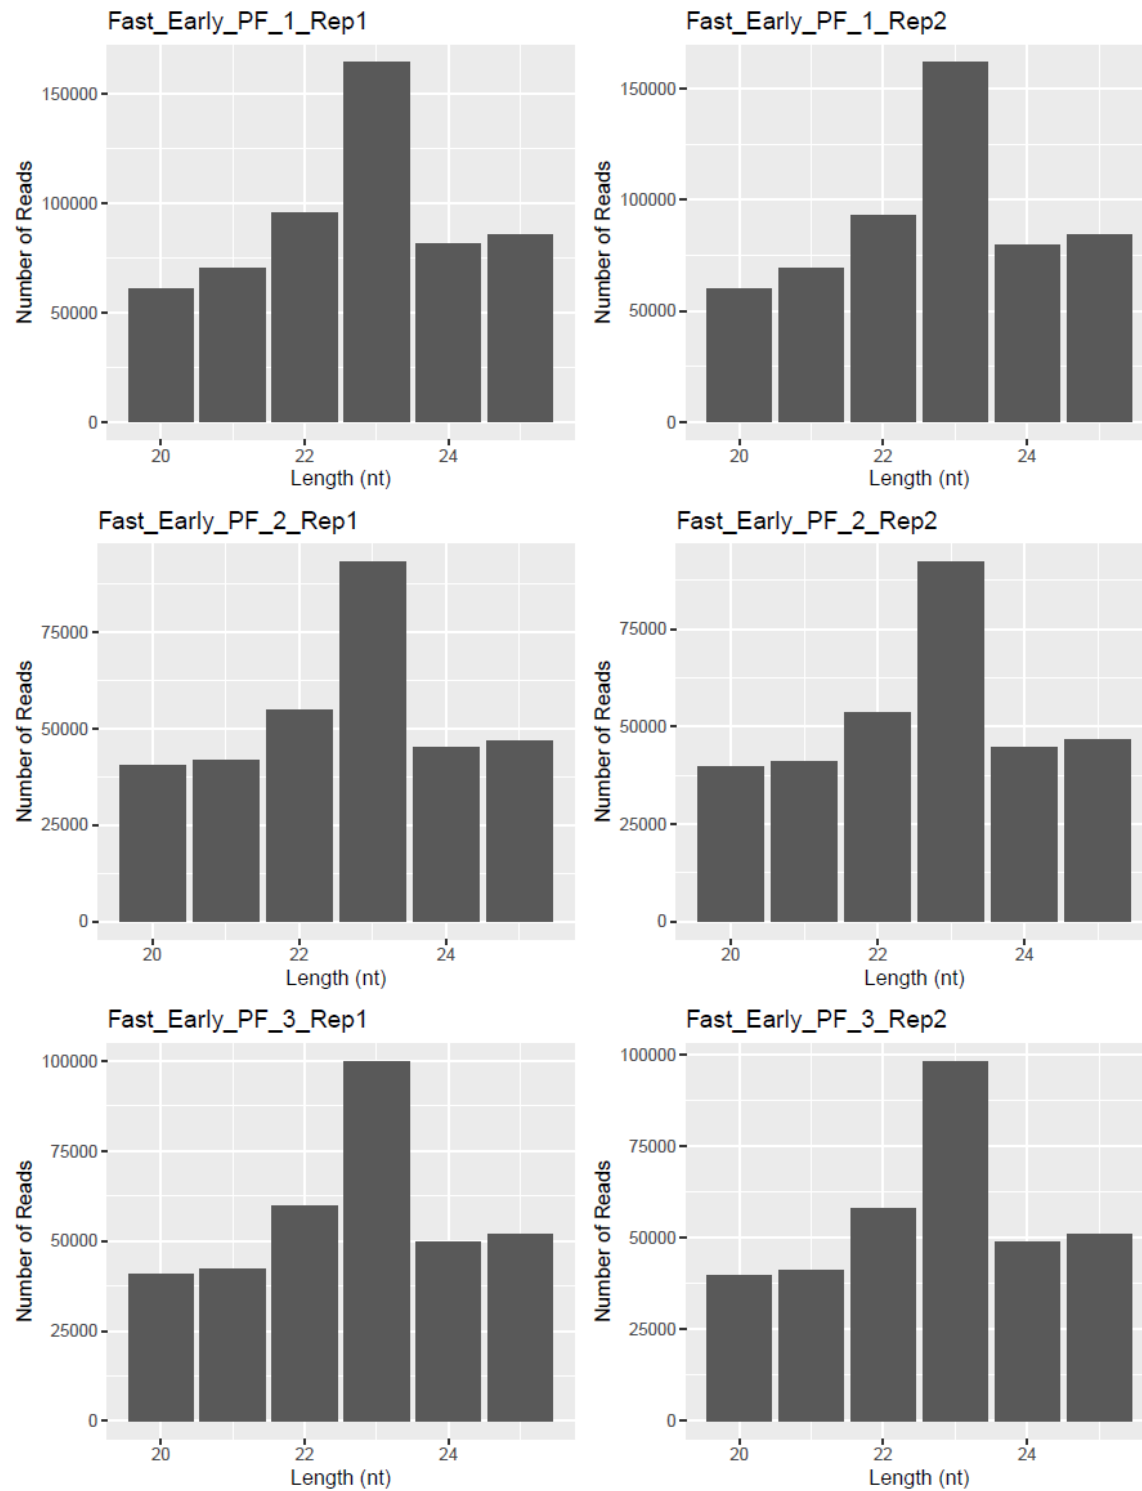 Fast_Early_PF_1_Rep1
Number of Reads
150000
100000
50000
0
20 22 24
Length (nt)
Fast_Early_PF_1_Rep2
Number of Reads
150000
100000
50000
0
20 22 24
Length (nt)
Fast_Early_PF_2_Rep1
Number of Reads
75000
50000
25000
0
20 22 24
Length (nt)
Fast_Early_PF_2_Rep2
Number of Reads
75000
50000
25000
0
20 22 24
Length (nt)
Fast_Early_PF_3_Rep1
Number of Reads
100000
75000
50000
25000
0
20 22 24
Length (nt)
Fast_Early_PF_3_Rep2
Number of Reads
100000
75000
50000
25000
0
20 22 24
Length (nt)